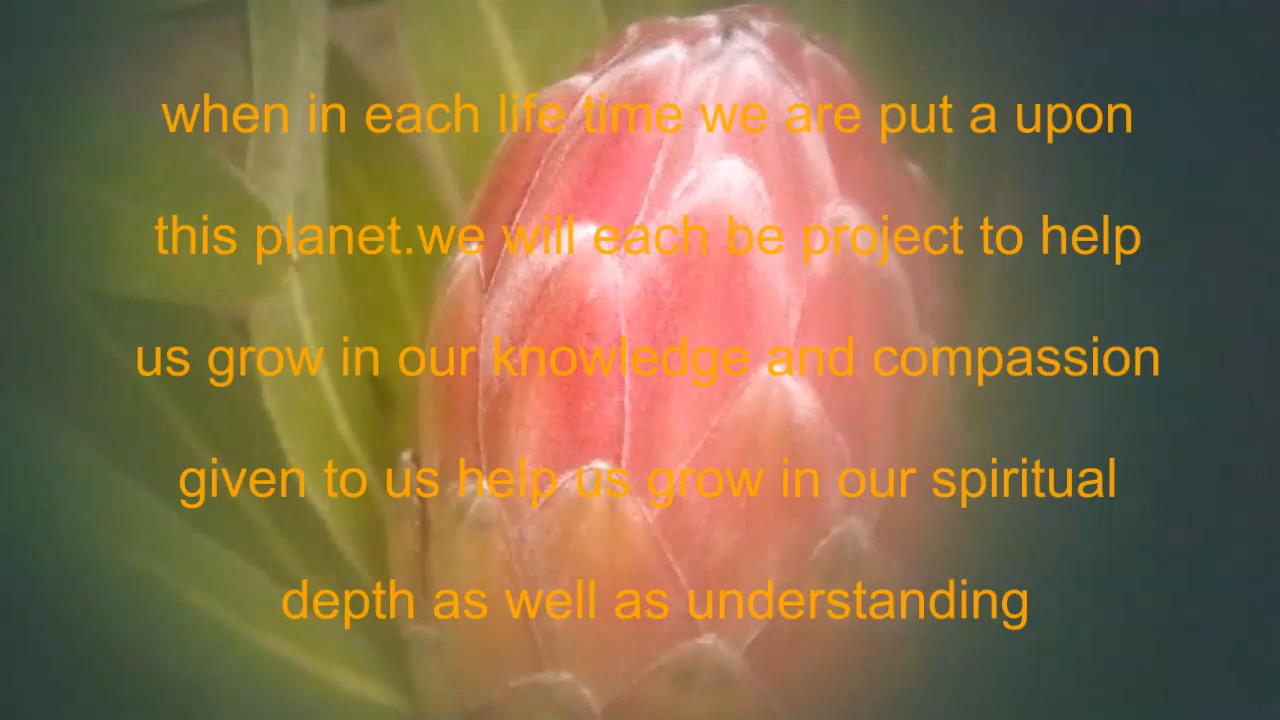 when in each life time we are put a upon
this planet.we will each be project to help
us grow in our knowledge and compassion
given to us help us grow in our spiritual
depth as well as understanding